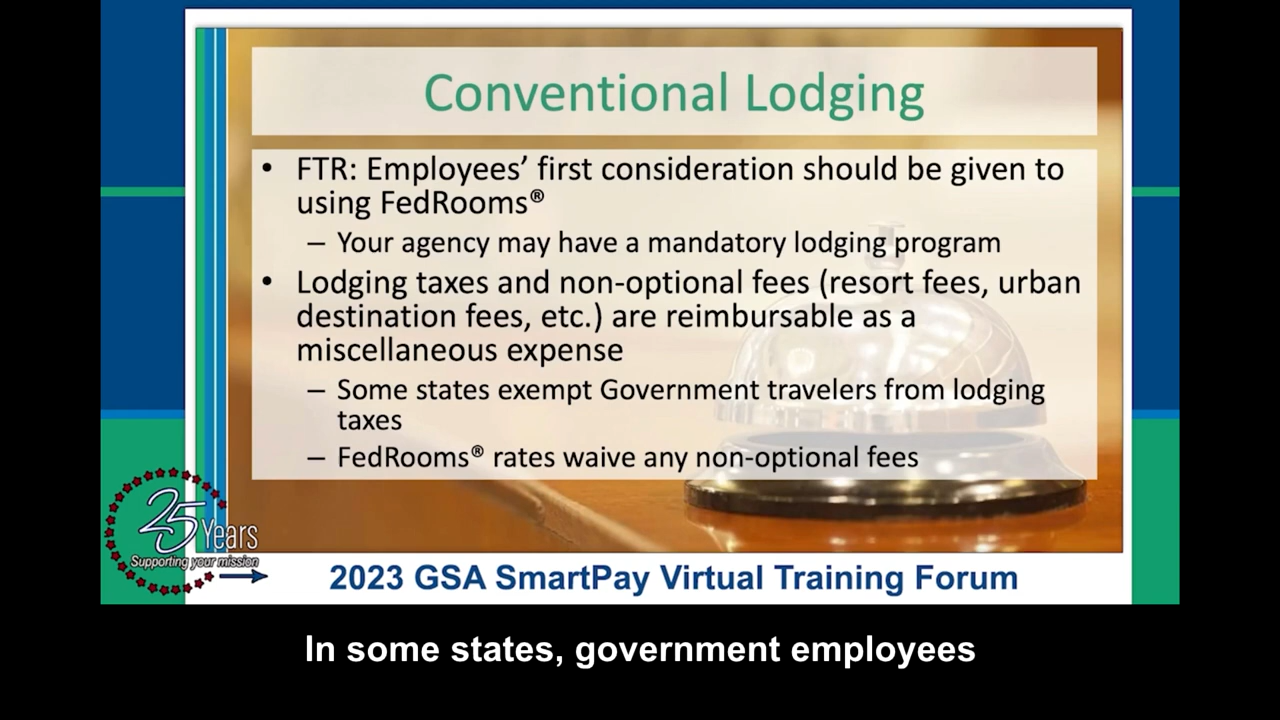 Conventional Lodging
• FTR: Employees’ first consideration should be given to
using FedRooms®
– Your agency may have a mandatory lodging program
• Lodging taxes and non-optional fees (resort fees, urban
destination fees, etc.) are reimbursable as a
miscellaneous expense
– Some states exempt Government travelers from lodging
taxes
– FedRooms® rates waive any non-optional fees
25 Years
Supporting your mission
2023 GSA SmartPay Virtual Training Forum
In some states, government employees